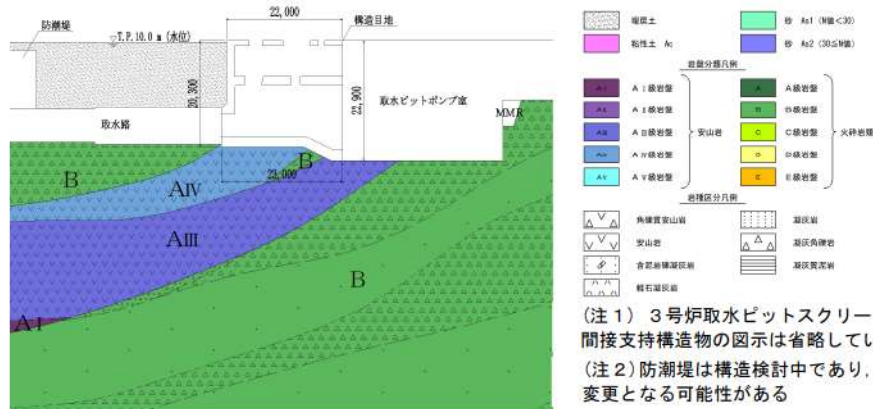 22,000
構造目地
防潮堤
T.P.10.0 m (水位)
20,300
22,900
取水ピットポンプ室
取水路
MMR
23,000
B
B
AⅣ
AⅢ
B
AⅠ
埋戻土
砂 As1 (N値<30)
粘性土 Ac
砂 As2 (30≦N値)
岩盤分類凡例
AⅠ AⅠ級岩盤
A A級岩盤
AⅡ AⅡ級岩盤
B B級岩盤
AⅢ AⅢ級岩盤
安山岩
C C級岩盤
火砕岩類
AⅣ AⅣ級岩盤
D D級岩盤
AⅤ AⅤ級岩盤
E E級岩盤
岩種区分凡例
角礫質安山岩
凝灰岩
安山岩
凝灰角礫岩
含泥岩礫凝灰岩
凝灰質泥岩
軽石凝灰岩
(注1) 3号炉取水ピットスクリー
間接支持構造物の図示は省略してい
(注2)防潮堤は構造検討中であり,
変更となる可能性がある